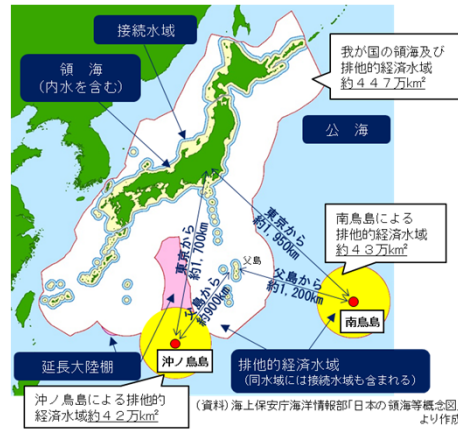 接続水域
領 海
(内水を含む)
我が国の領海及び
排他的経済水域
約447万km²
公 海
東京から
約1,700km
東京から
約1,950km
父島
父島から
約900km
父島から
約1,200km
南鳥島による
排他的経済水域
約43万km²
南鳥島
延長大陸棚
沖ノ鳥島
排他的経済水域
(同水域には接続水域も含まれる)
沖ノ鳥島による排他的
経済水域約42万km²
(資料)海上保安庁海洋情報部「日本の領海等概念図」
より作成